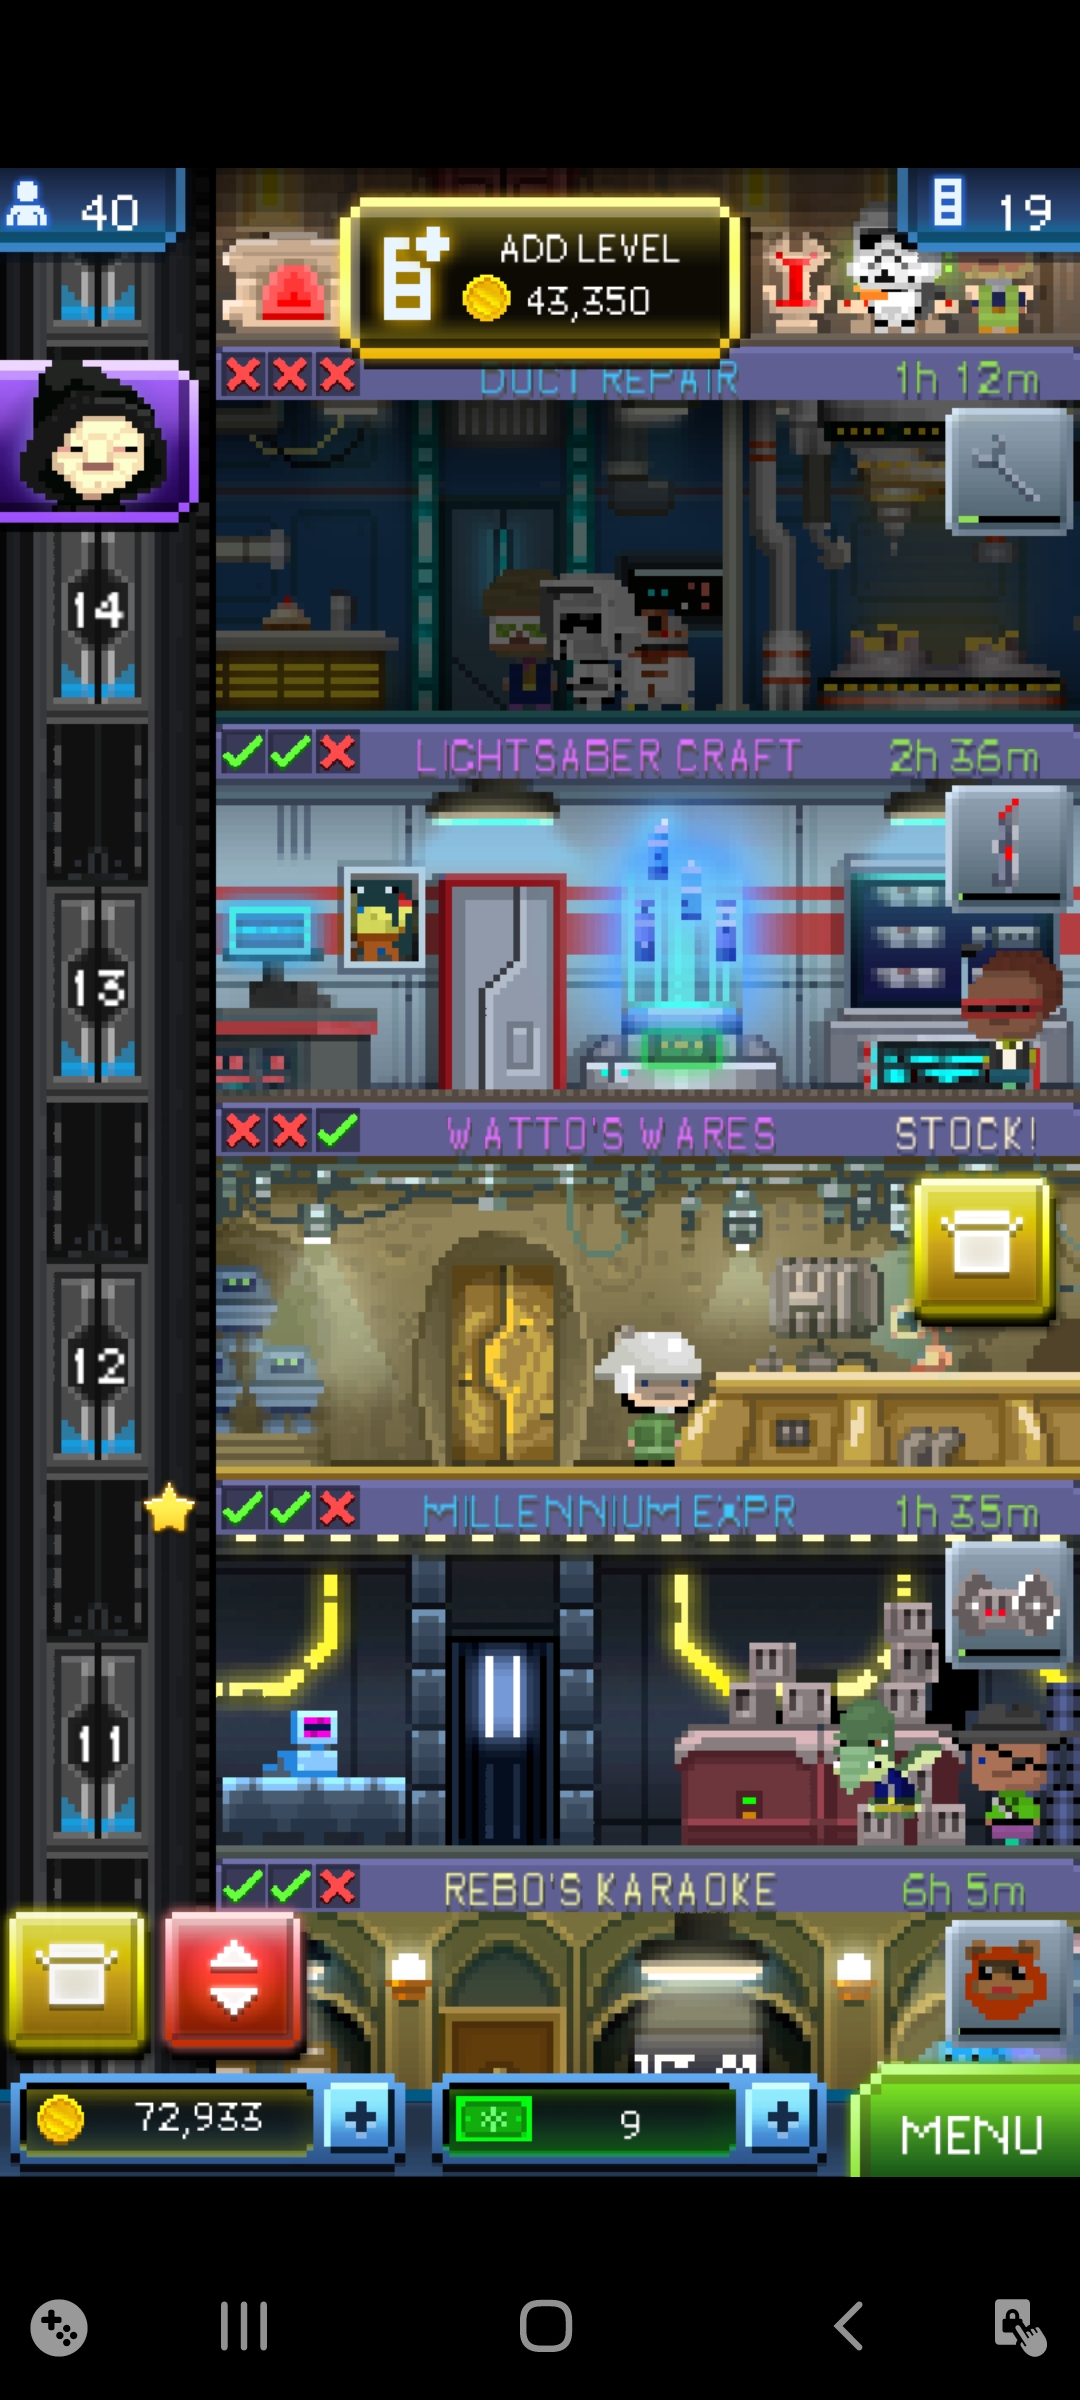 40
ADD LEVEL
43,350
19
DUCT REPAIR
1h 12m
14
LIGHTSABER CRAFT
2h 36m
13
WATTO'S WARES
STOCK!
12
MILLENNIUM EXPR
1h 35m
11
REBO'S KARAOKE
6h 5m
72,933
9
MENU